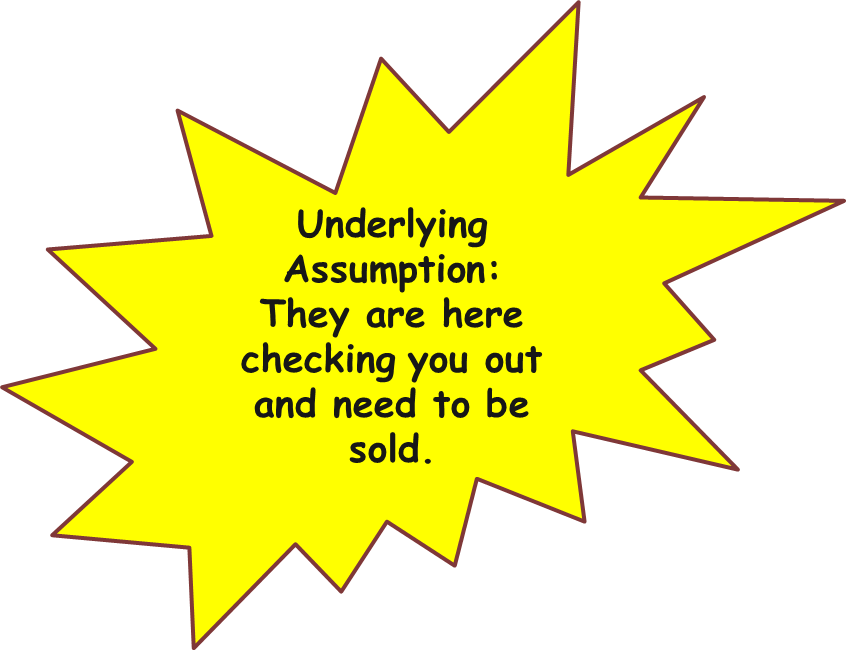 Underlying
Assumption:
They are here
checking you out
and need to be
sold.